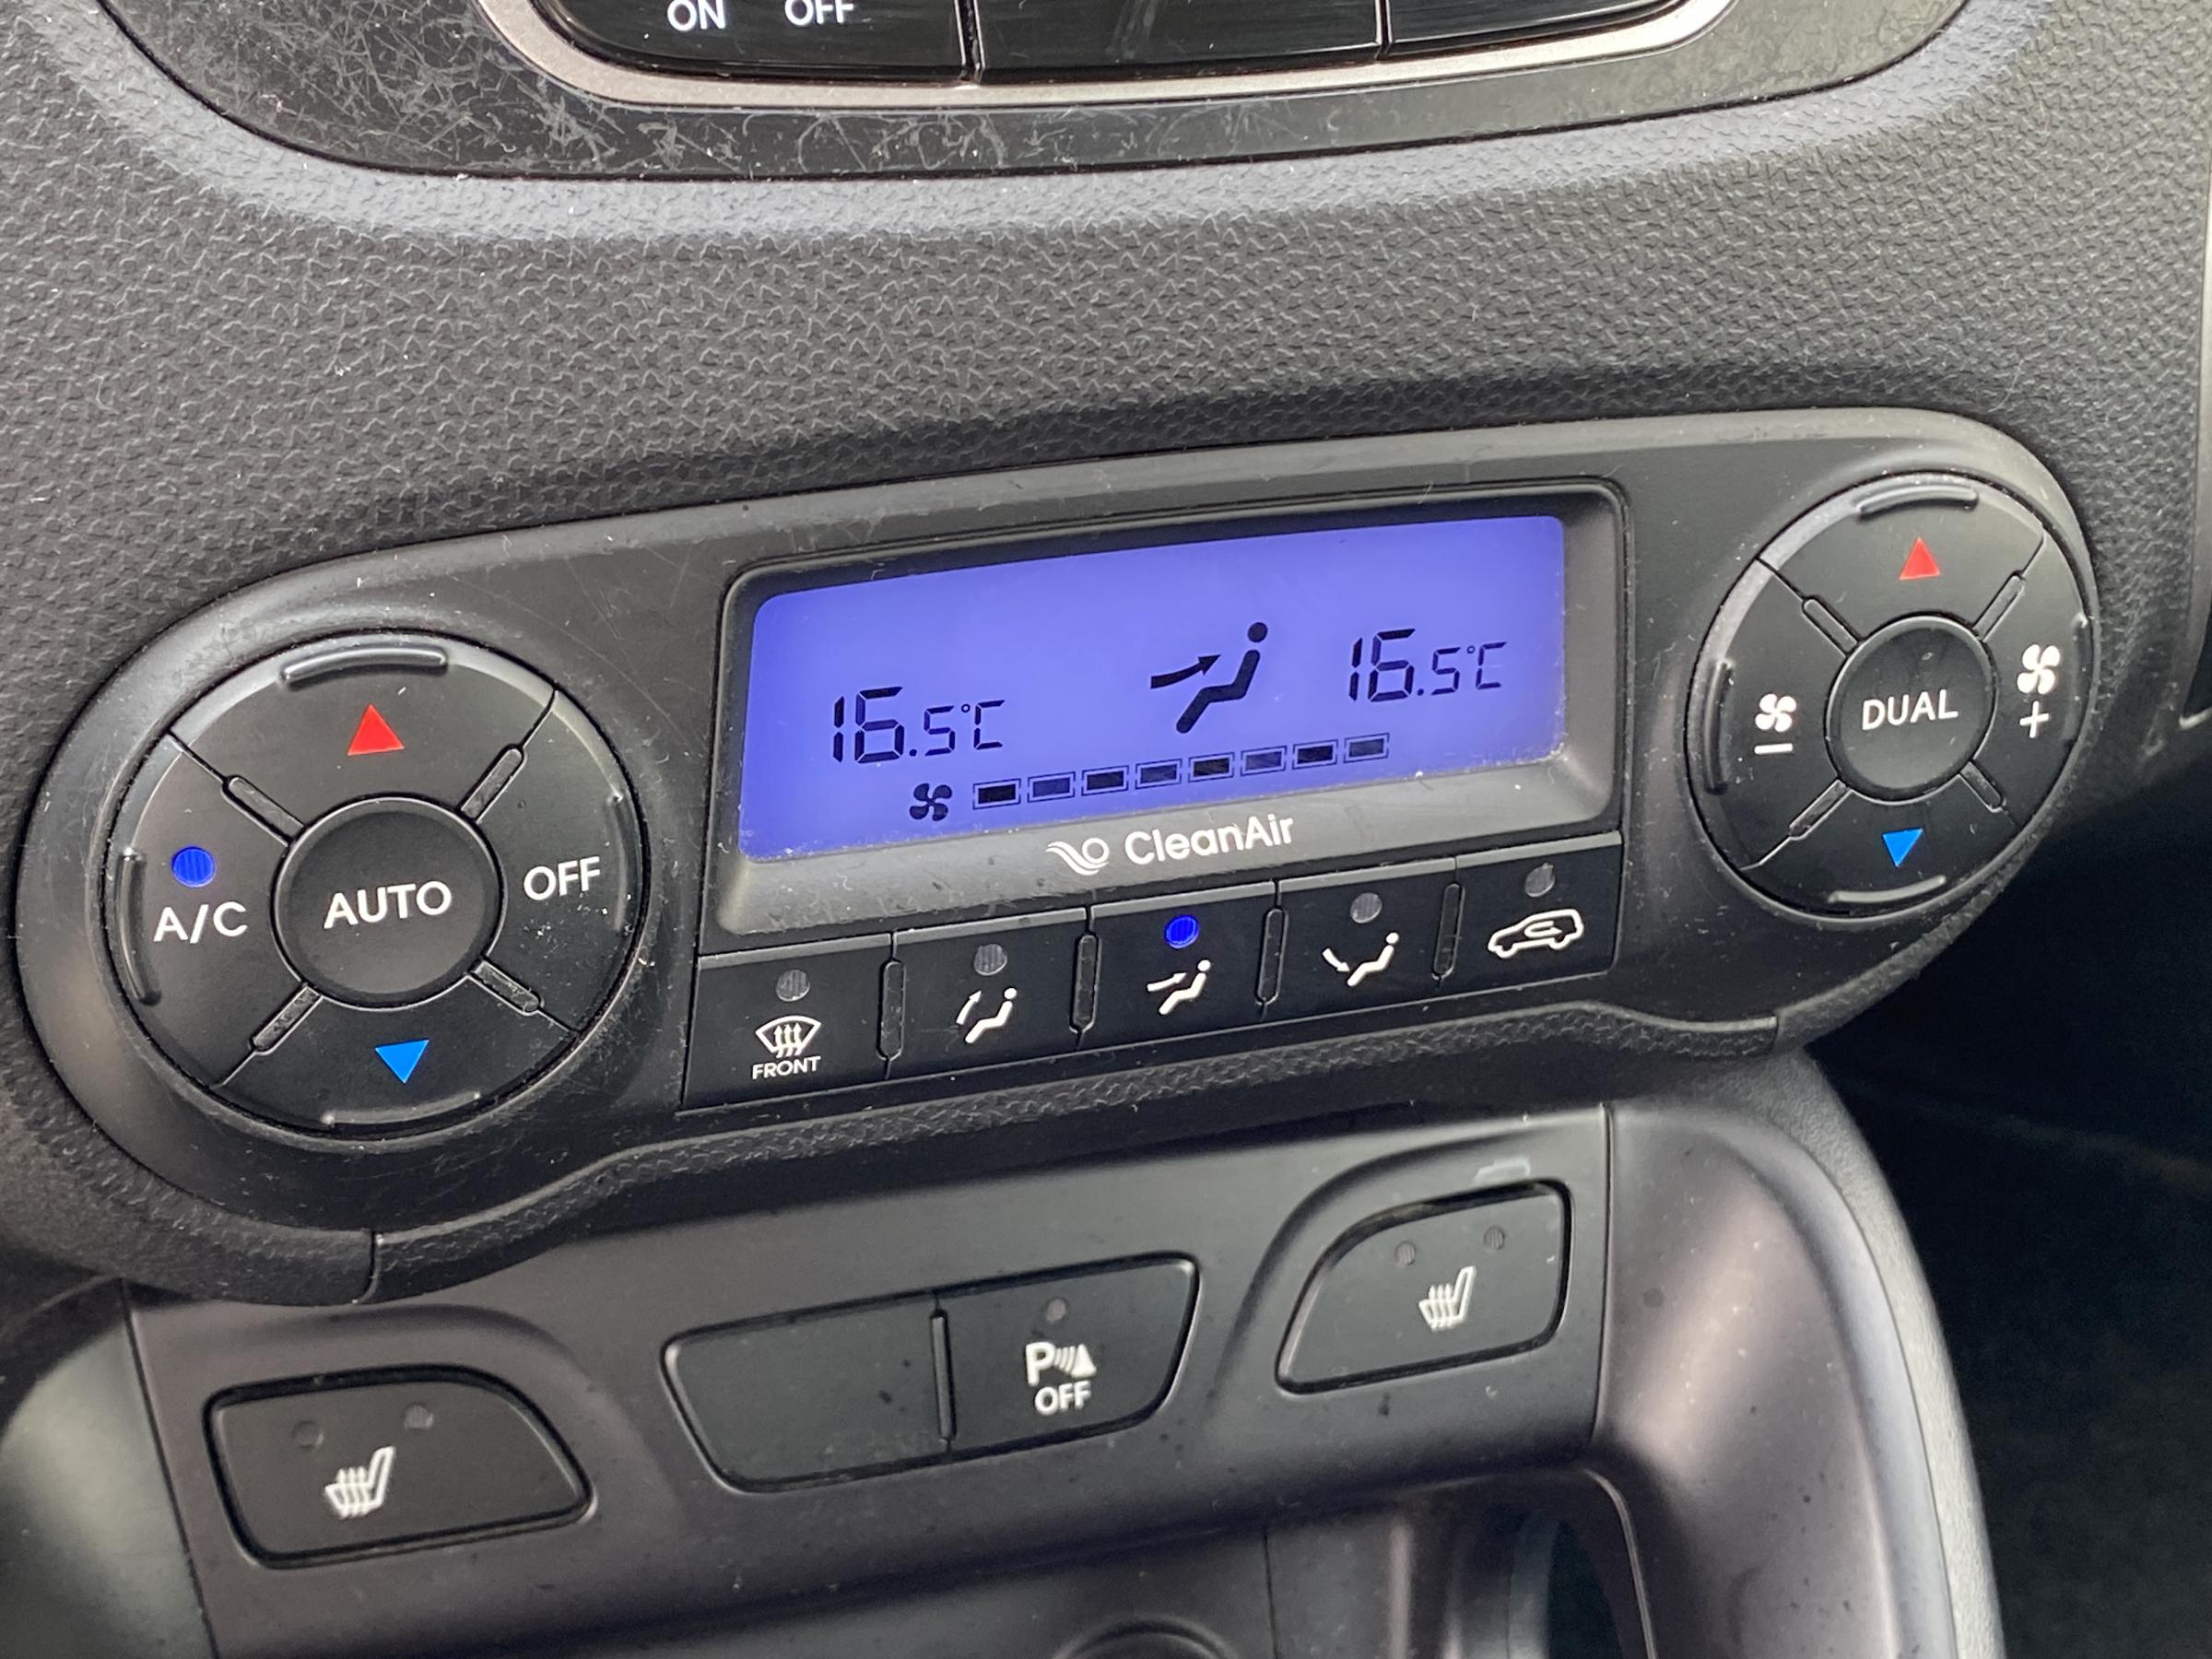 ON OFF
16.5°C 16.5°C
CleanAir
A/C AUTO OFF
DUAL
FRONT
P
OFF